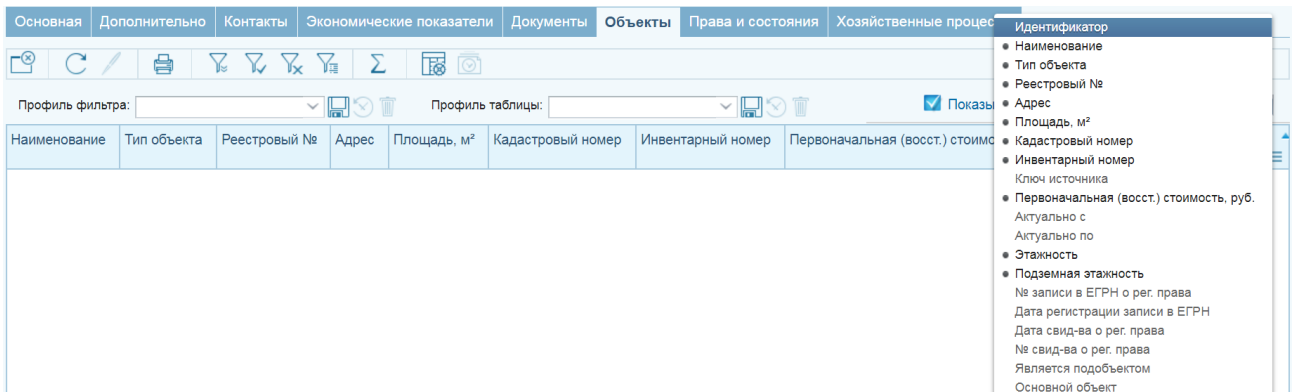 Основная Дополнительно Контакты Экономические показатели Документы Объекты Права и состояния Хозяйственные процес
Профиль фильтра: Профиль таблицы: Показы
Наименование Тип объекта Реестровый № Адрес Площадь, м² Кадастровый номер Инвентарный номер Первоначальная (восст.) стоимо
Идентификатор
Наименование
Тип объекта
Реестровый №
Адрес
Площадь, м²
Кадастровый номер
Инвентарный номер
Ключ источника
Первоначальная (восст.) стоимость, руб.
Актуально с
Актуально по
Этажность
Подземная этажность
№ записи в ЕГРН о рег. права
Дата регистрации записи в ЕГРН
Дата свид-ва о рег. права
№ свид-ва о рег. права
Является подобъектом
Основной объект